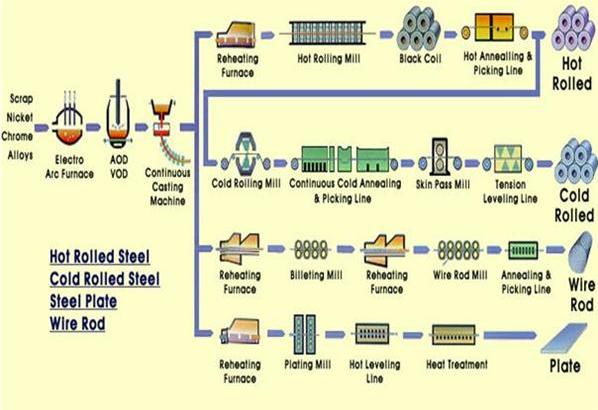 Reheating
Furnace
Hot Rolling Mill
Black Coil
Hot Annealling &
Picking Line
Hot
Rolled
Scrap
Nicket
Chrome
Alloys
Electro
Arc Furnace
AOD
VOD
Continuous
Casting
Machine
Cold Rolling Mill
Continuous Cold Annealing
& Picking Line
Skin Pass Mill
Tension
Leveling Line
Cold
Rolled
Hot Rolled Steel
Cold Rolled Steel
Steel Plate
Wire Rod
Reheating
Furnace
Billeting Mill
Reheating
Furnace
Wire Rod Mill
Annealing &
Picking Line
Wire
Rod
Reheating
Furnace
Plating Mill
Hot Leveling
Line
Heat Treatment
Plate